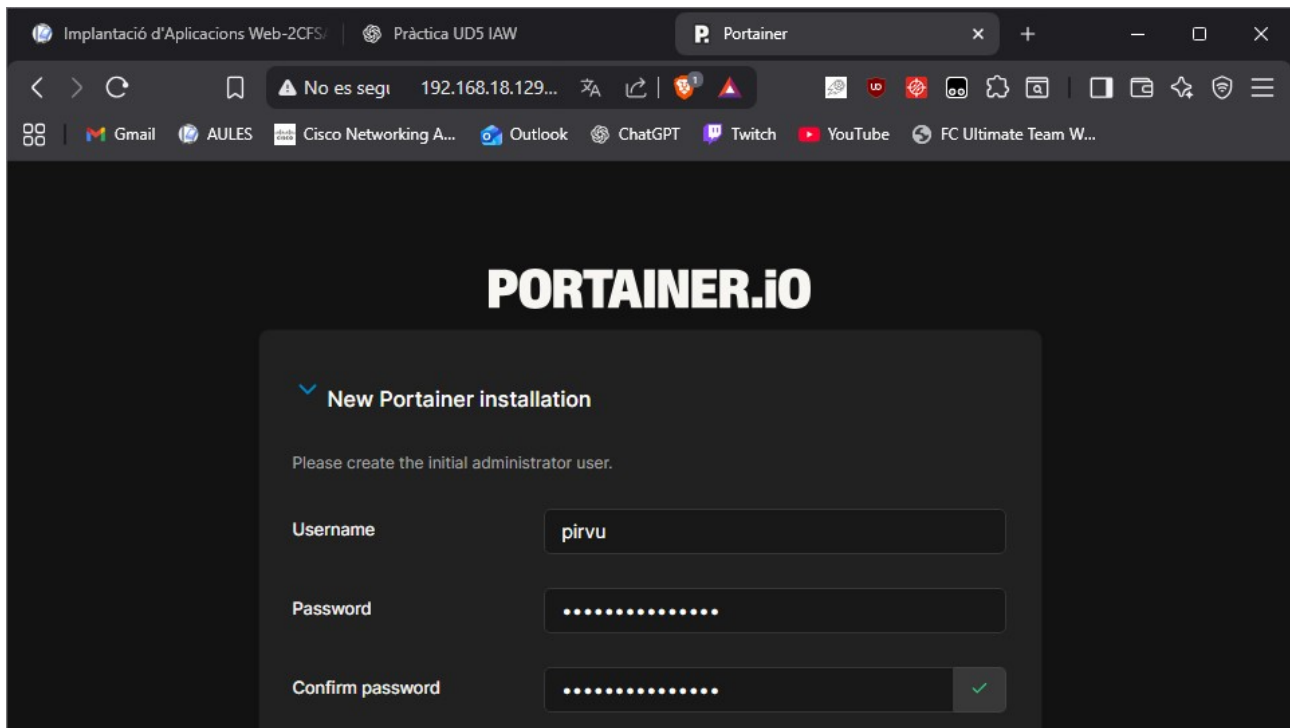 Implantació d'Aplicacions Web-2CFS
Pràctica UD5 IAW
Portainer
No es segu 192.168.18.129...
Gmail
AULES
Cisco Networking A...
Outlook
ChatGPT
Twitch
YouTube
FC Ultimate Team W...
PORTAINER.iO
New Portainer installation
Please create the initial administrator user.
Username
pirvu
Password
•••••••••••••••
Confirm password
•••••••••••••••